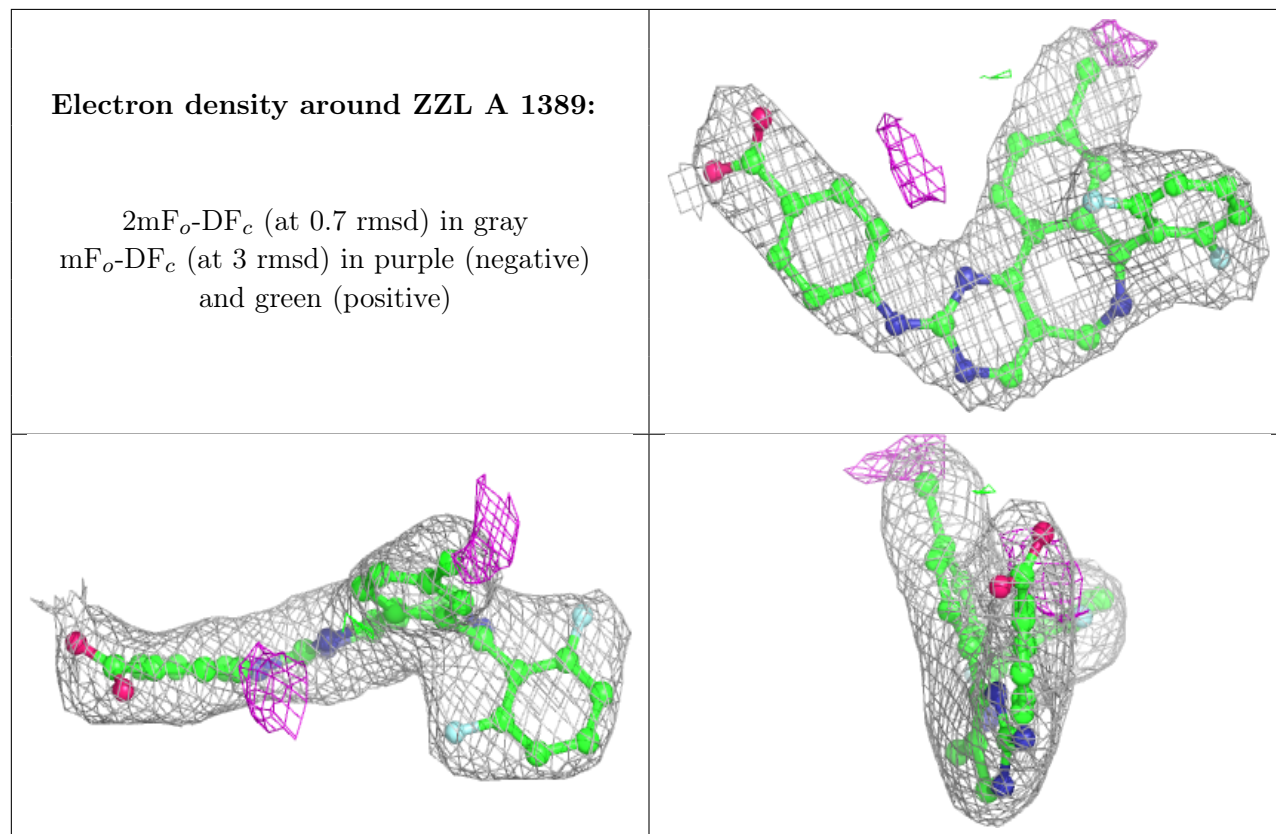 Electron density around ZZL A 1389:
2mFo-DFc (at 0.7 rmsd) in gray
mFo-DFc (at 3 rmsd) in purple (negative)
and green (positive)